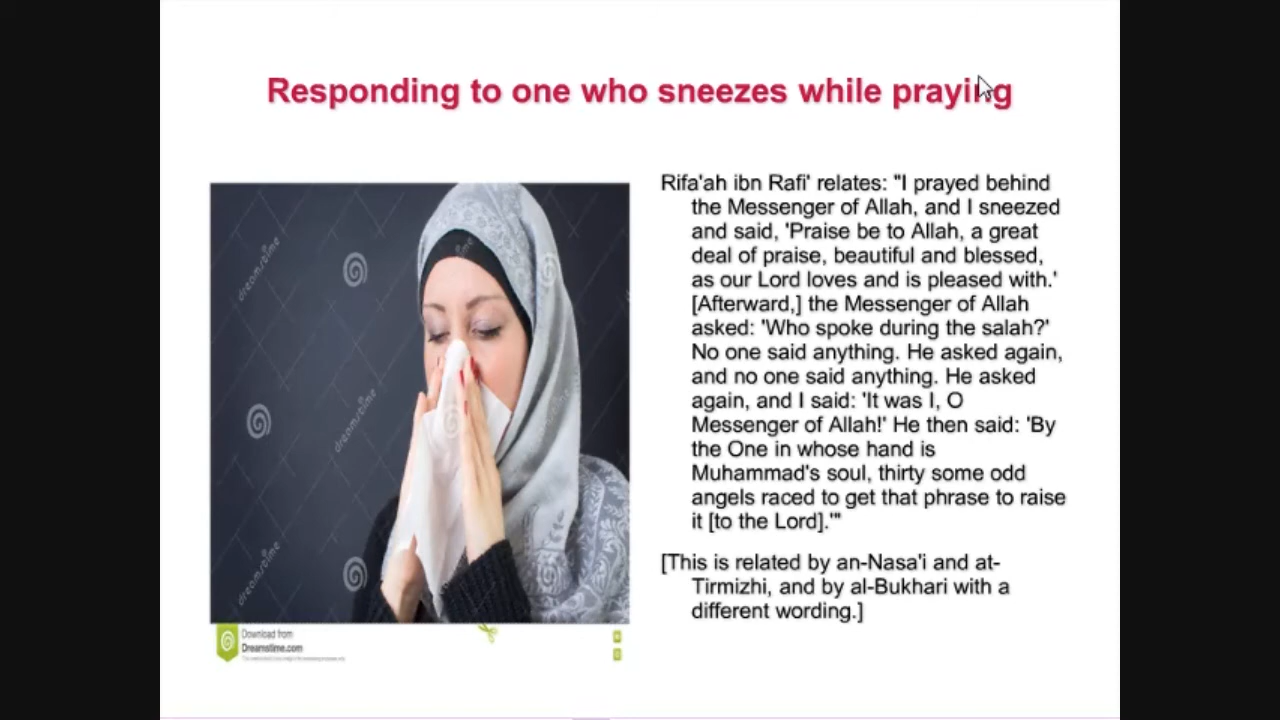 Responding to one who sneezes while praying
Rifa'ah ibn Rafi' relates: "I prayed behind
the Messenger of Allah, and I sneezed
and said, 'Praise be to Allah, a great
deal of praise, beautiful and blessed,
as our Lord loves and is pleased with.'
[Afterward,] the Messenger of Allah
asked: 'Who spoke during the salah?'
No one said anything. He asked again,
and no one said anything. He asked
again, and I said: 'It was I, O
Messenger of Allah!' He then said: 'By
the One in whose hand is
Muhammad's soul, thirty some odd
angels raced to get that phrase to raise
it [to the Lord].'"
[This is related by an-Nasa'i and at-
Tirmizhi, and by al-Bukhari with a
different wording.]
dreamstime
dreamstime
dreamstime
dreamstime
Download from
Dreamstime.com